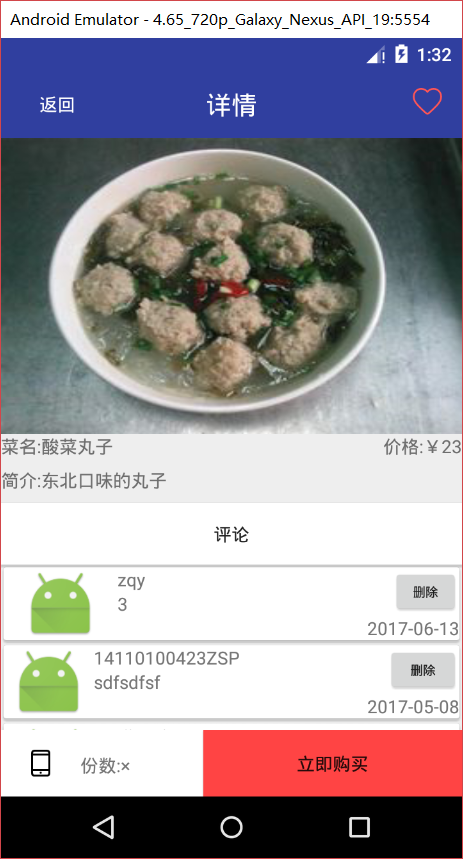 Android Emulator - 4.65_720p_Galaxy_Nexus_API_19:5554
1:32
返回 详情
菜名:酸菜丸子 价格:￥23
简介:东北口味的丸子
评论
zqy
3
删除
2017-06-13
14110100423ZSP
sdfsdfsf
删除
2017-05-08
份数:× 立即购买